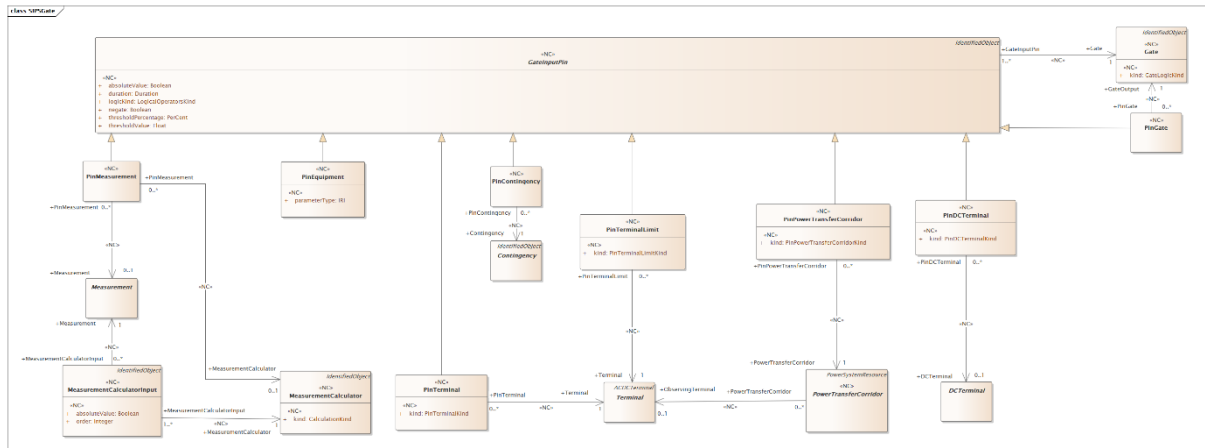 class SIPSGate
IdentifiedObject
«NC»
GateInputPin
«NC»
+ absoluteValue: Boolean
+ duration: Duration
+ logicKind: LogicalOperatorsKind
+ negate: Boolean
+ thresholdPercentage: PerCent
+ thresholdValue: Float
+GateInputPin
+Gate
1..*
«NC»
1
IdentifiedObject
«NC»
Gate
«NC»
+ kind: GateLogicKind
+GateOutput
1
«NC»
+PinGate
0..*
«NC»
PinGate
«NC»
PinMeasurement
+PinMeasurement
0..*
+PinMeasurement
0..*
«NC»
+Measurement
0..1
Measurement
+Measurement
1
«NC»
+MeasurementCalculatorInput
0..*
IdentifiedObject
«NC»
MeasurementCalculatorInput
«NC»
+ absoluteValue: Boolean
+ order: Integer
+MeasurementCalculatorInput
1..*
«NC»
1
+MeasurementCalculator
«NC»
+MeasurementCalculator
0..1
IdentifiedObject
«NC»
MeasurementCalculator
«NC»
+ kind: CalculationKind
«NC»
PinEquipment
«NC»
+ parameterType: IRI
«NC»
PinTerminal
«NC»
+ kind: PinTerminalKind
+PinTerminal
0..*
«NC»
+Terminal
1
«NC»
PinContingency
+PinContingency
0..*
«NC»
+Contingency
1
IdentifiedObject
Contingency
«NC»
PinTerminalLimit
«NC»
+ kind: PinTerminalLimitKind
+PinTerminalLimit
0..*
«NC»
+Terminal
1
ACDCTerminal
Terminal
+ObservingTerminal
0..1
«NC»
+PowerTransferCorridor
0..*
«NC»
PinPowerTransferCorridor
«NC»
+ kind: PinPowerTransferCorridorKind
+PinPowerTransferCorridor
0..*
«NC»
+PowerTransferCorridor
1
PowerSystemResource
«NC»
PowerTransferCorridor
«NC»
PinDCTerminal
«NC»
+ kind: PinDCTerminalKind
+PinDCTerminal
0..*
«NC»
+DCTerminal
0..1
DCTerminal